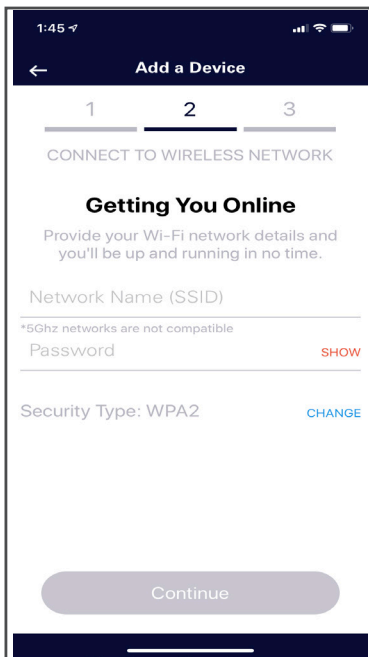 1:45
Add a Device
1 2 3
CONNECT TO WIRELESS NETWORK
Getting You Online
Provide your Wi-Fi network details and
you'll be up and running in no time.
Network Name (SSID)
*5Ghz networks are not compatible
Password SHOW
Security Type: WPA2 CHANGE
Continue